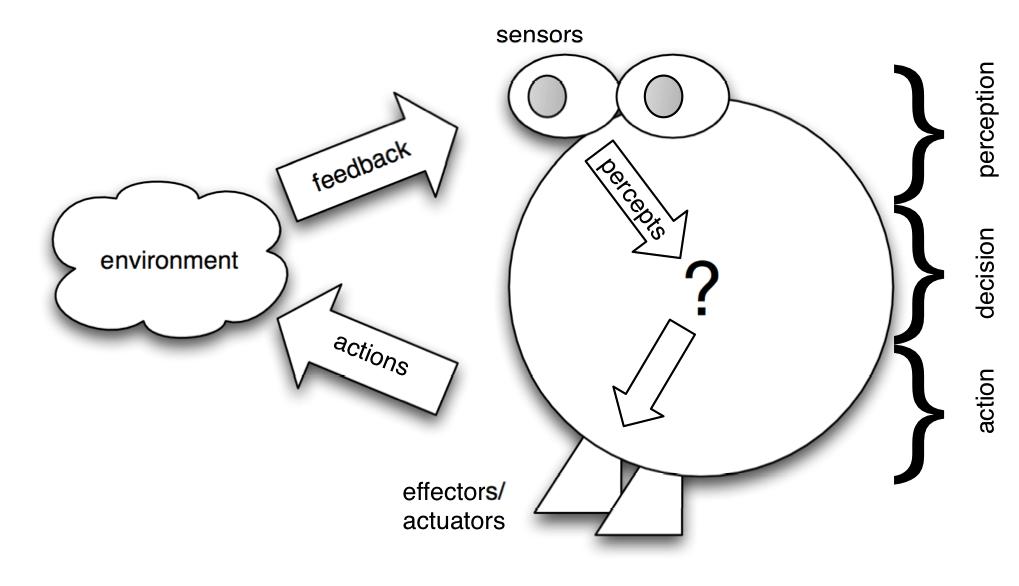 sensors
perception
feedback
percepts
environment
?
decision
actions
action
effectors/
actuators